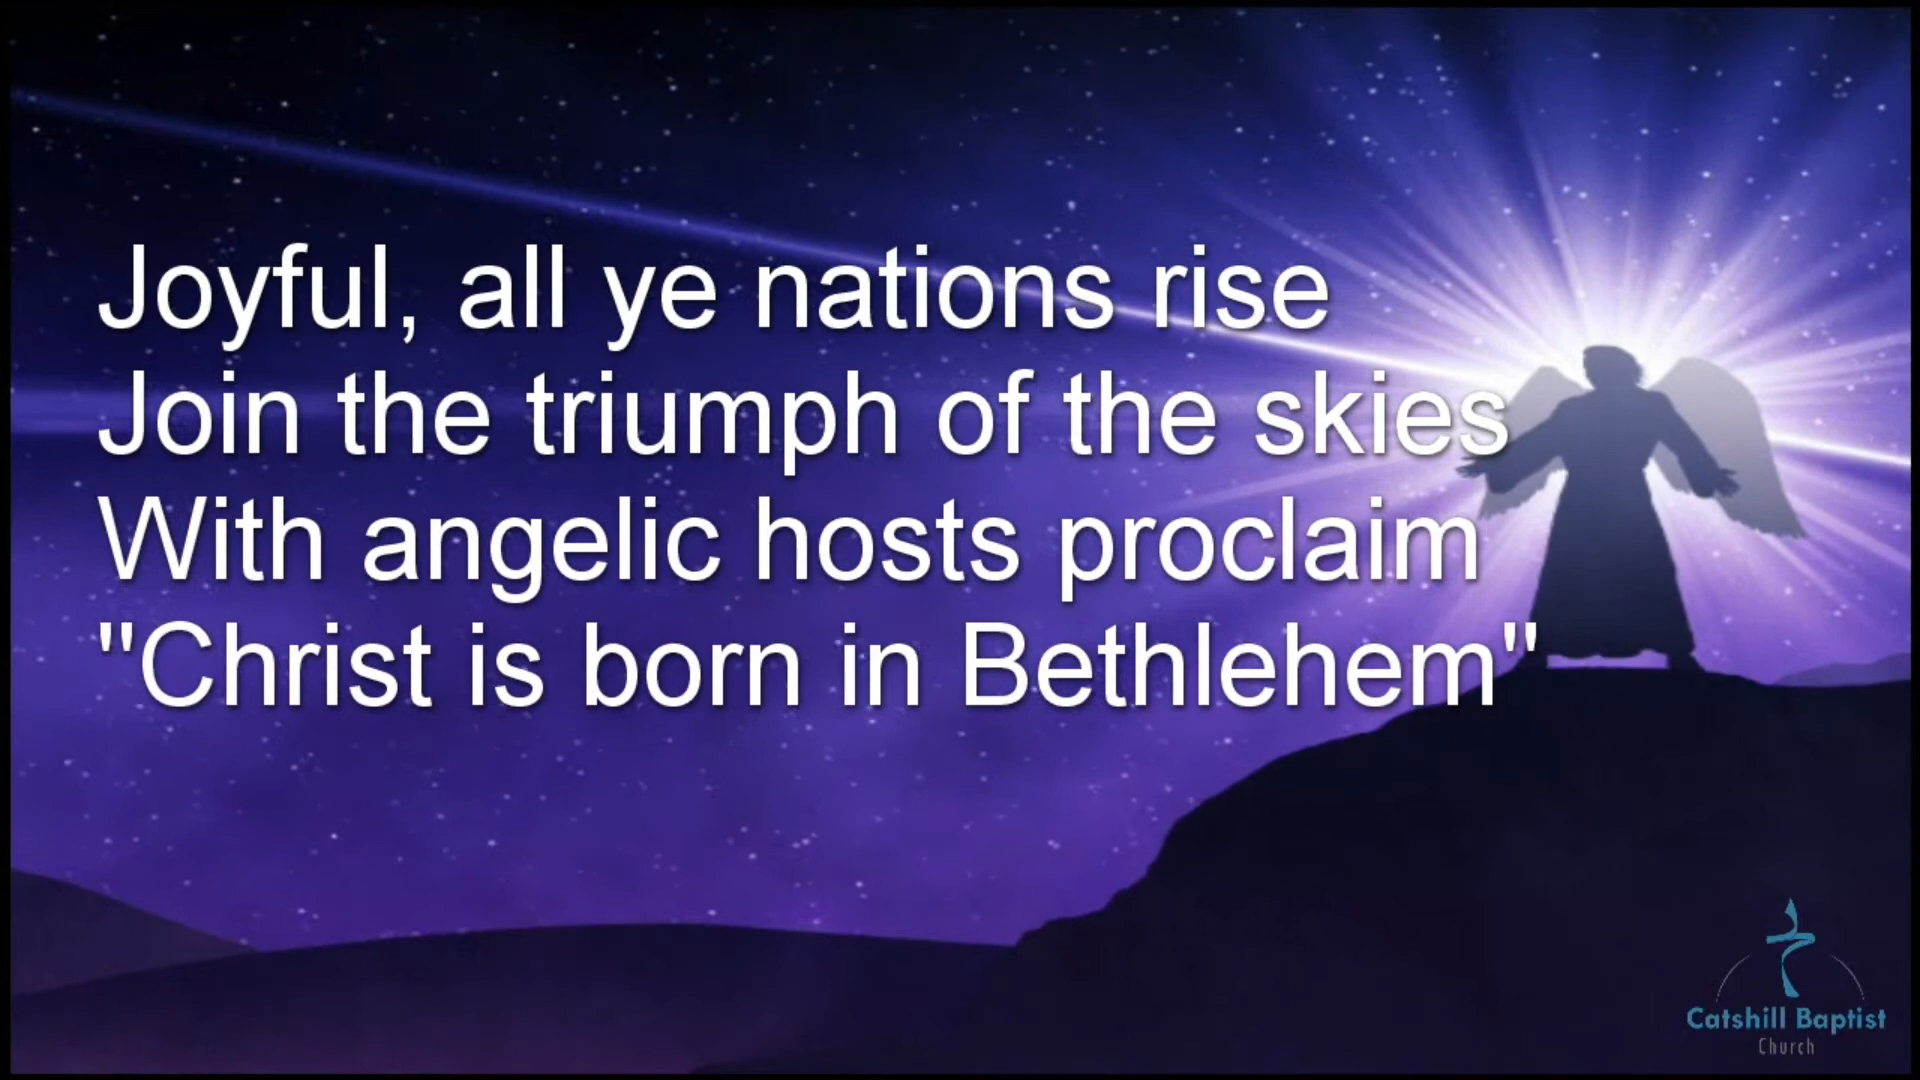 Joyful, all ye nations rise
Join the triumph of the skies
With angelic hosts proclaim
"Christ is born in Bethlehem"
Catshill Baptist
Church